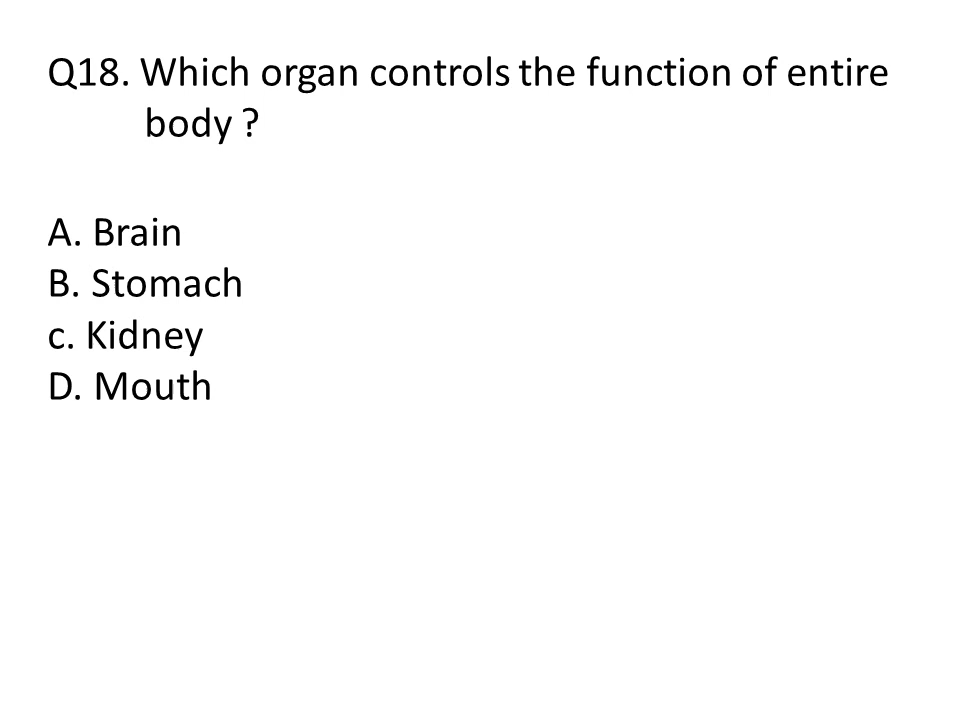 Q18. Which organ controls the function of entire
body ?
A. Brain
B. Stomach
c. Kidney
D. Mouth